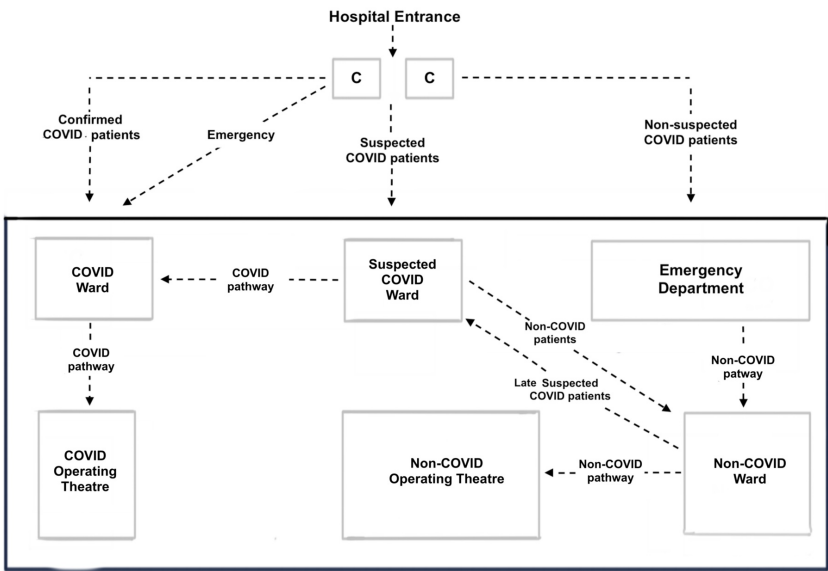 Hospital Entrance
C
C
Confirmed
COVID patients
Emergency
Suspected
COVID patients
Non-suspected
COVID patients
COVID
Ward
COVID
pathway
Suspected
COVID
Ward
Emergency
Department
Non-COVID
patients
COVID
pathway
Late Suspected
COVID patients
Non-COVID
patway
COVID
Operating
Theatre
Non-COVID
Operating Theatre
Non-COVID
pathway
Non-COVID
Ward